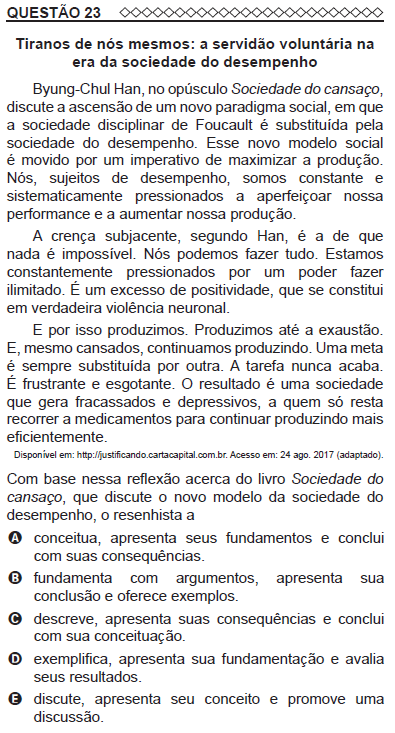 QUESTÃO 23
Tiranos de nós mesmos: a servidão voluntária na
era da sociedade do desempenho
Byung-Chul Han, no opúsculo Sociedade do cansaço,
discute a ascensão de um novo paradigma social, em que
a sociedade disciplinar de Foucault é substituída pela
sociedade do desempenho. Esse novo modelo social
é movido por um imperativo de maximizar a produção.
Nós, sujeitos de desempenho, somos constante e
sistematicamente pressionados a aperfeiçoar nossa
performance e a aumentar nossa produção.
A crença subjacente, segundo Han, é a de que
nada é impossível. Nós podemos fazer tudo. Estamos
constantemente pressionados por um poder fazer
ilimitado. É um excesso de positividade, que se constitui
em verdadeira violência neuronal.
E por isso produzimos. Produzimos até a exaustão.
E, mesmo cansados, continuamos produzindo. Uma meta
é sempre substituída por outra. A tarefa nunca acaba.
É frustrante e esgotante. O resultado é uma sociedade
que gera fracassados e depressivos, a quem só resta
recorrer a medicamentos para continuar produzindo mais
eficientemente.
Disponível em: http://justificando.cartacapital.com.br. Acesso em: 24 ago. 2017 (adaptado).
Com base nessa reflexão acerca do livro Sociedade do
cansaço, que discute o novo modelo da sociedade do
desempenho, o resenhista a
A conceitua, apresenta seus fundamentos e conclui
com suas consequências.
B fundamenta com argumentos, apresenta sua
conclusão e oferece exemplos.
C descreve, apresenta suas consequências e conclui
com sua conceituação.
D exemplifica, apresenta sua fundamentação e avalia
seus resultados.
E discute, apresenta seu conceito e promove uma
discussão.